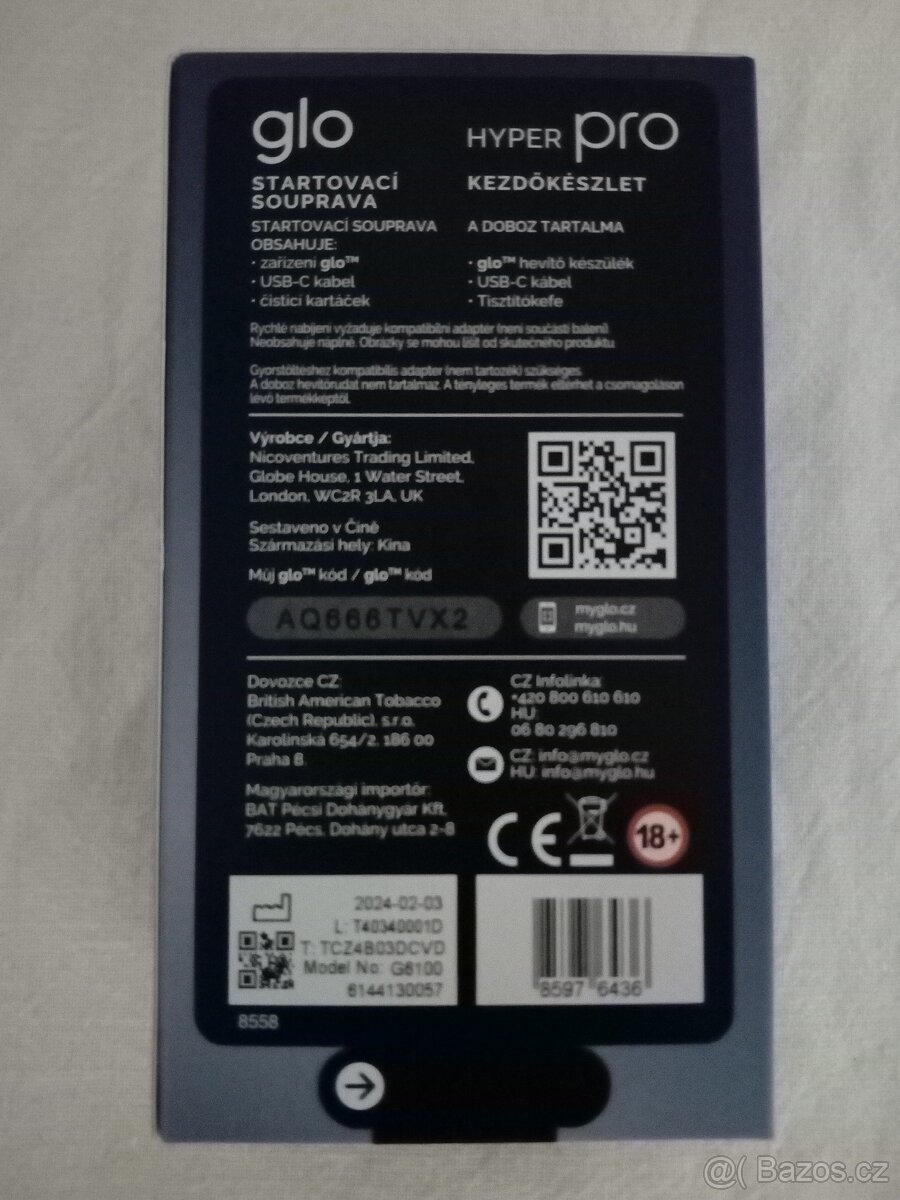 glo
HYPER pro
STARTOVACÍ
SOUPRAVA
KEZDŐKÉSZLET
STARTOVACÍ SOUPRAVA
OBSAHUJE:
• zařízení glo™
• USB-C kabel
• čisticí kartáček
A DOBOZ TARTALMA
• glo™ hevítő készülék
• USB-C kábel
• Tisztítókefe
Rychlé nabíjení vyžaduje kompatibilní adaptér (není součástí balení).
Neobsahuje náplně. Obrázky se mohou lišit od skutečného produktu.
Gyorstöltéshez kompatibilis adapter (nem tartozék) szükséges.
A doboz hevítőrudat nem tartalmaz. A tényleges termék eltérhet a csomagoláson
lévő termékképtől.
Výrobce / Gyártja:
Nicoventures Trading Limited,
Globe House, 1 Water Street,
London, WC2R 3LA, UK
Sestaveno v Číně
Származási hely: Kína
Můj glo™ kód / glo™ kód
AQ666TVX2
myglo.cz
myglo.hu
Dovozce CZ:
British American Tobacco
(Czech Republic), s.r.o.
Karolinská 654/2, 186 00
Praha 8.
Magyarországi importőr:
BAT Pécsi Dohánygyár Kft.
7622 Pécs, Dohány utca 2-8
CZ Infolinka:
+420 800 610 610
HU:
06 80 296 810
CZ: info@myglo.cz
HU: info@myglo.hu
CE
18+
2024-02-03
L: T40340001D
T: TCZ4B03DCVD
Model No: G6100
6144130057
8597 6436
8558
@( Bazos.cz